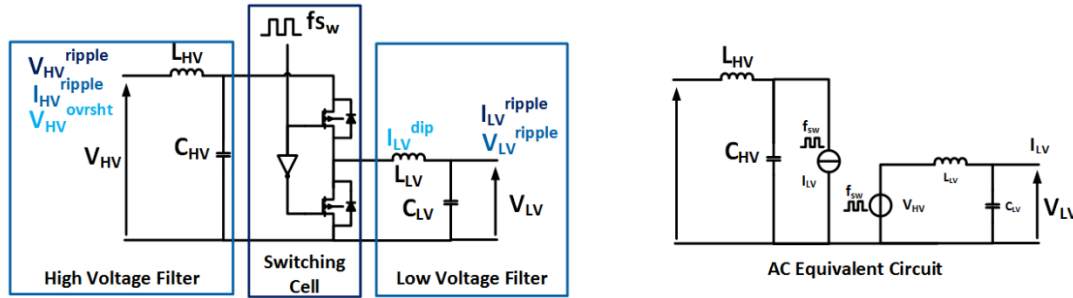 fs_w
L_HV
V_HV^ripple
I_HV^ripple
V_HV^ovrsht
V_HV
C_HV
I_LV^dip
L_LV
C_LV
I_LV^ripple
V_LV^ripple
V_LV
High Voltage Filter
Switching
Cell
Low Voltage Filter
L_HV
C_HV
f_sw
I_LV
f_sw
V_HV
L_LV
C_LV
I_LV
V_LV
AC Equivalent Circuit